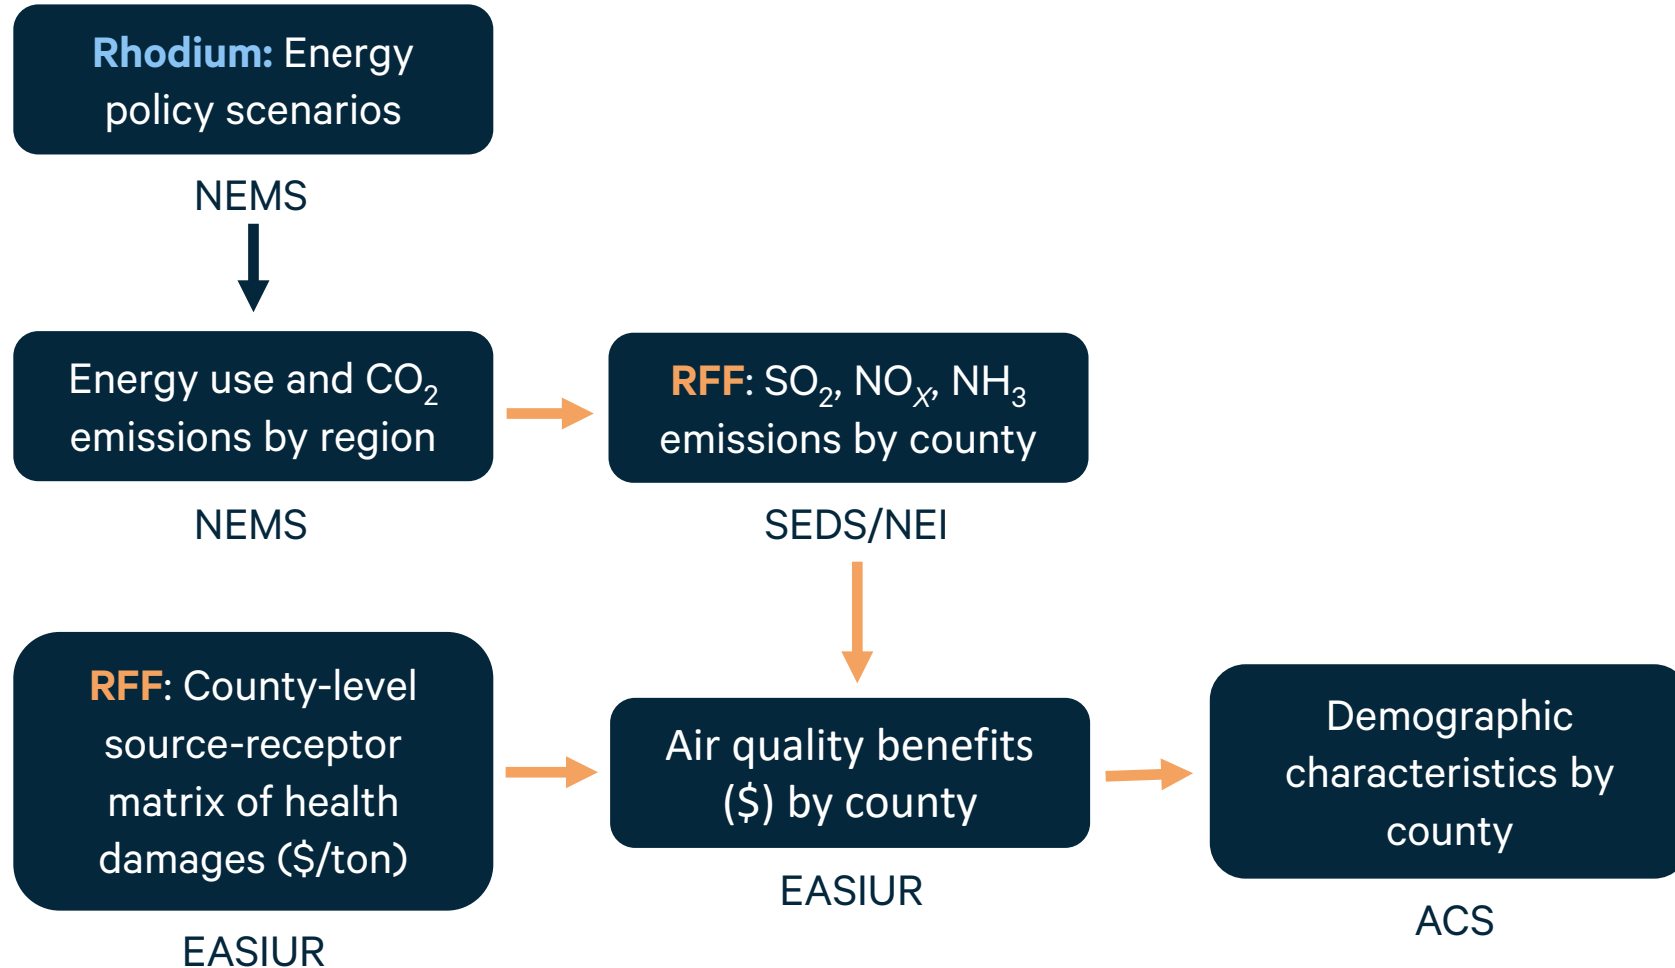 Rhodium: Energy
policy scenarios
NEMS
Energy use and CO₂
emissions by region
NEMS
RFF: SO₂, NOₓ, NH₃
emissions by county
SEDS/NEI
RFF: County-level
source-receptor
matrix of health
damages ($/ton)
EASIUR
Air quality benefits
($) by county
EASIUR
Demographic
characteristics by
county
ACS